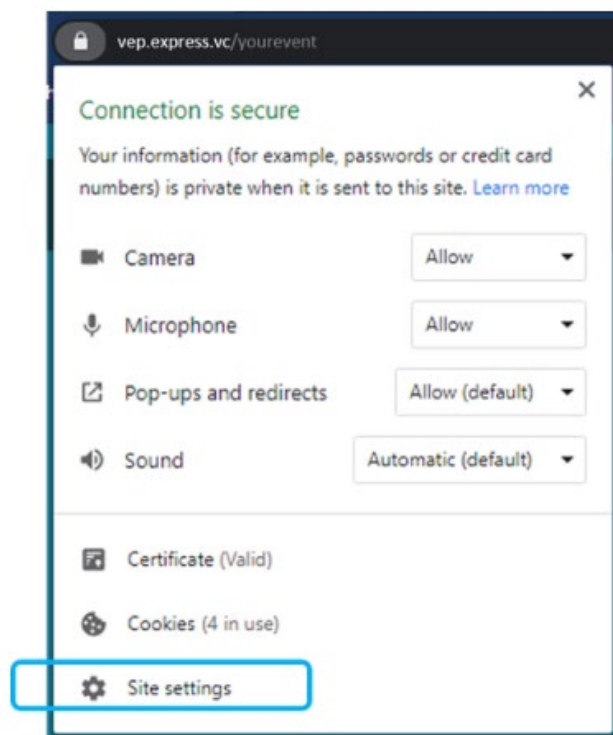 vep.express.vc/yourevent
Connection is secure
Your information (for example, passwords or credit card
numbers) is private when it is sent to this site. Learn more
Camera Allow
Microphone Allow
Pop-ups and redirects Allow (default)
Sound Automatic (default)
Certificate (Valid)
Cookies (4 in use)
Site settings